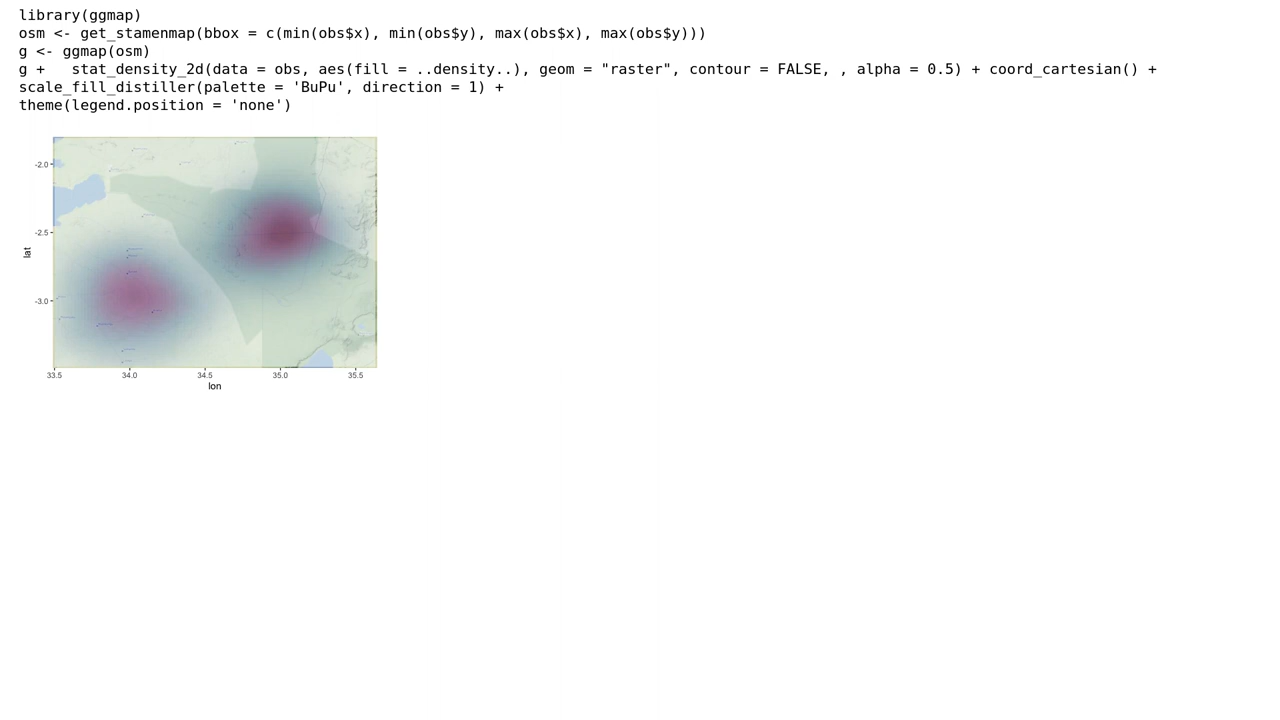 library(ggmap)
osm <- get_stamenmap(bbox = c(min(obs$x), min(obs$y), max(obs$x), max(obs$y)))
g <- ggmap(osm)
g +   stat_density_2d(data = obs, aes(fill = ..density..), geom = "raster", contour = FALSE, , alpha = 0.5) + coord_cartesian() +
scale_fill_distiller(palette = 'BuPu', direction = 1) +
theme(legend.position = 'none')
-2.0
-2.5
lat
-3.0
33.5 34.0 34.5 35.0 35.5
lon